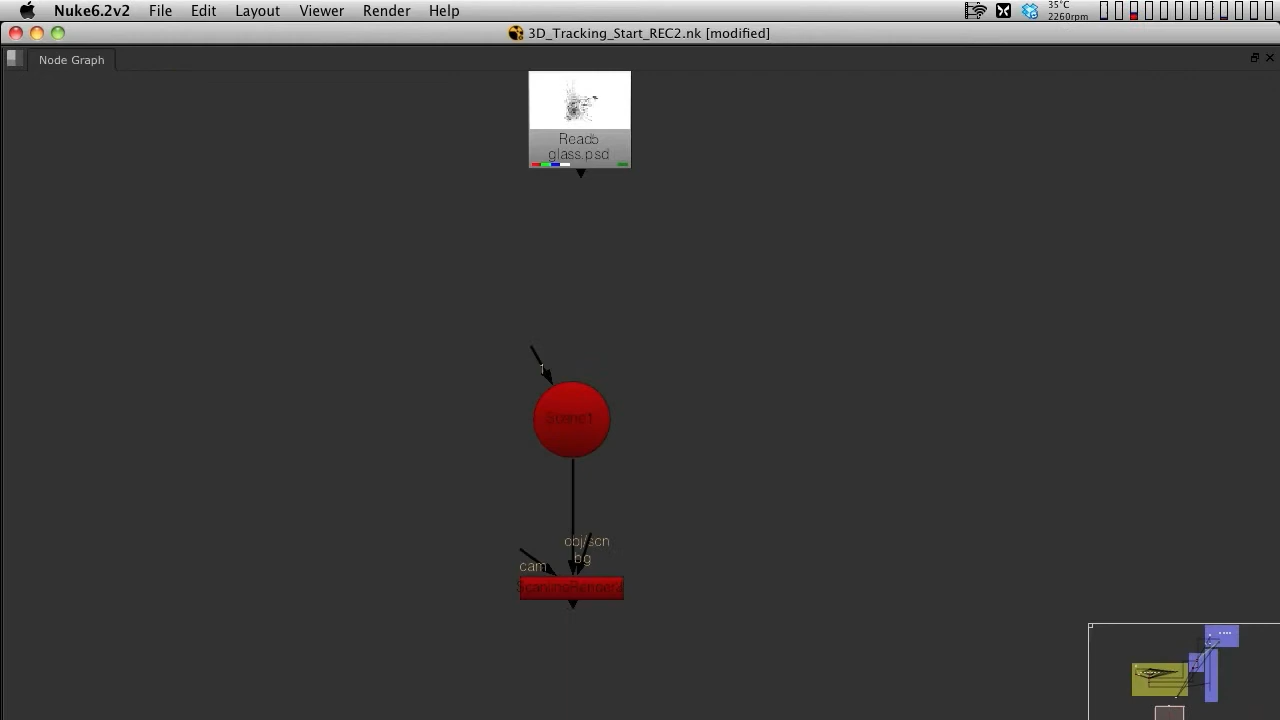 Nuke6.2v2 File Edit Layout Viewer Render Help
35°C
2260rpm
3D_Tracking_Start_REC2.nk [modified]
Node Graph
glass.psd
1
Scene1
obj/scn
bg
cam